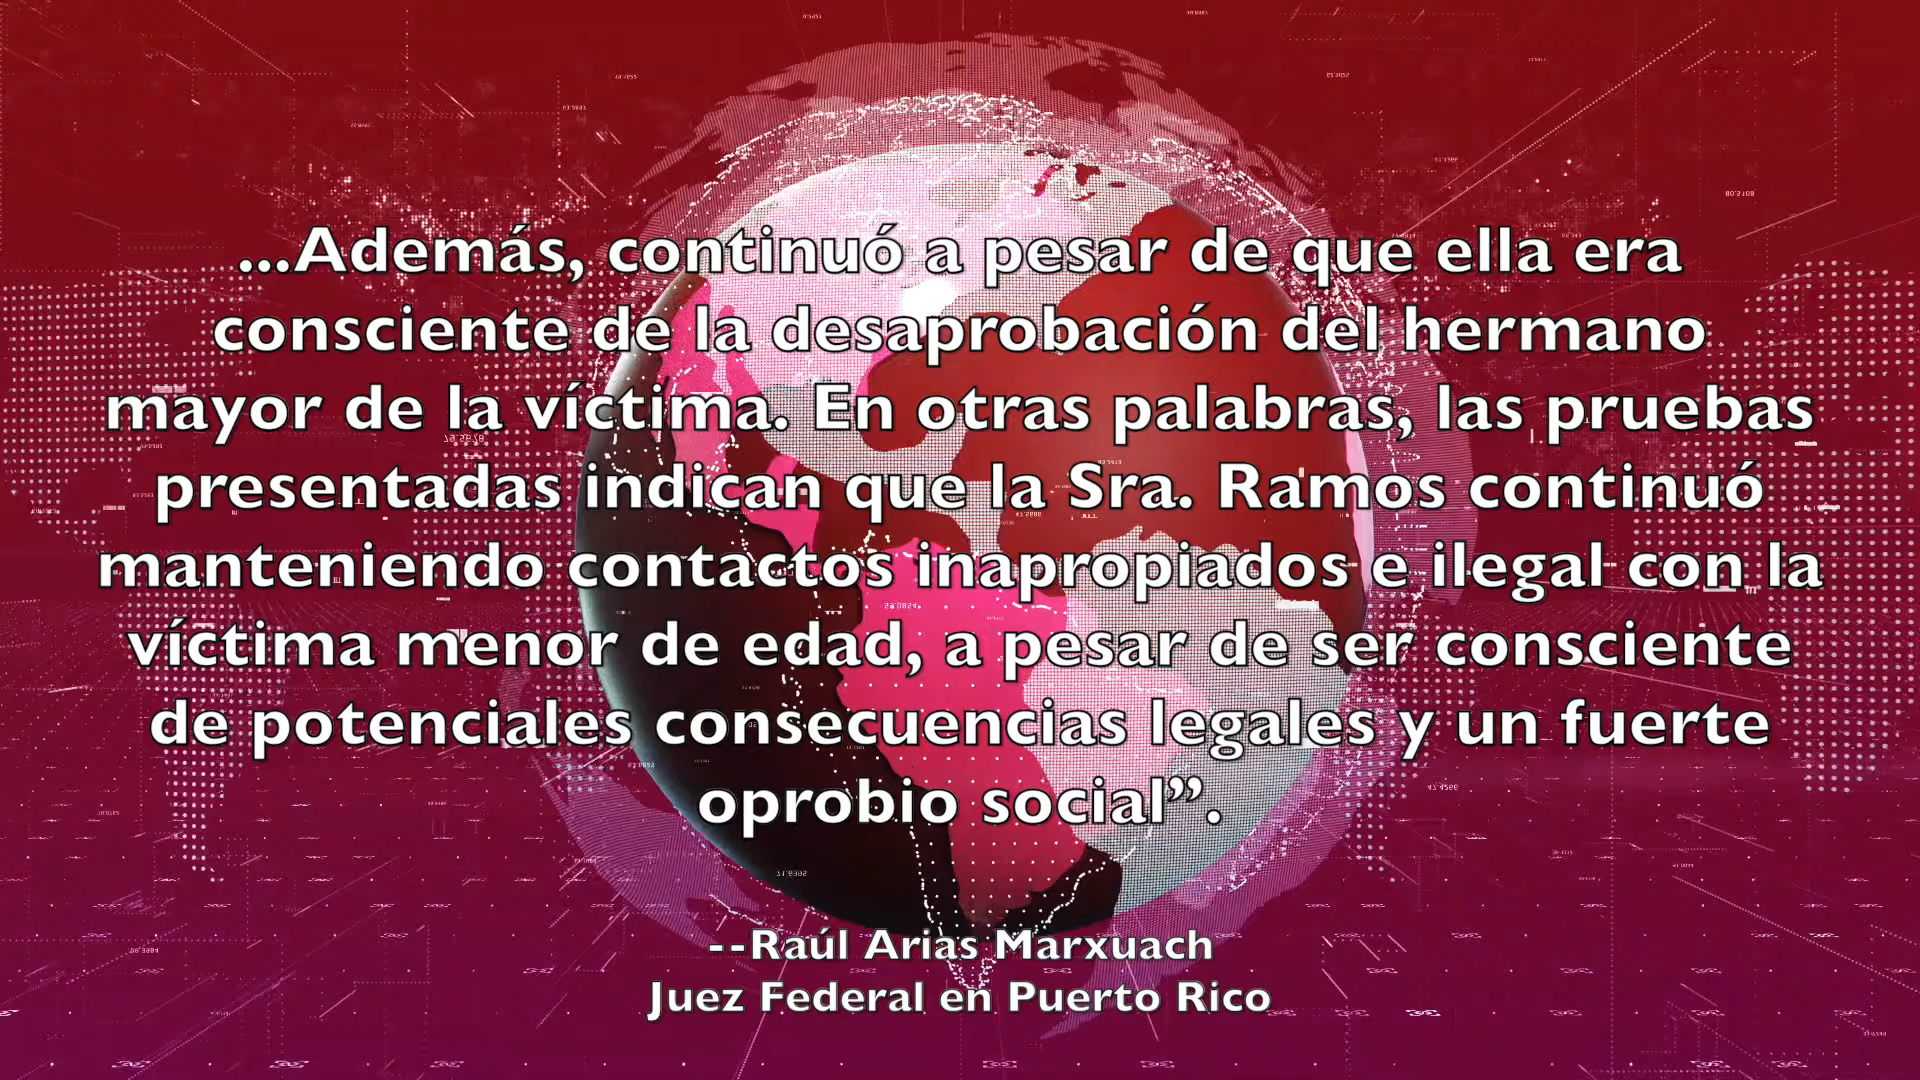 ...Además, continuó a pesar de que ella era
consciente de la desaprobación del hermano
mayor de la víctima. En otras palabras, las pruebas
presentadas indican que la Sra. Ramos continuó
manteniendo contactos inapropiados e ilegal con la
víctima menor de edad, a pesar de ser consciente
de potenciales consecuencias legales y un fuerte
oprobio social”.
--Raúl Arias Marxuach
Juez Federal en Puerto Rico